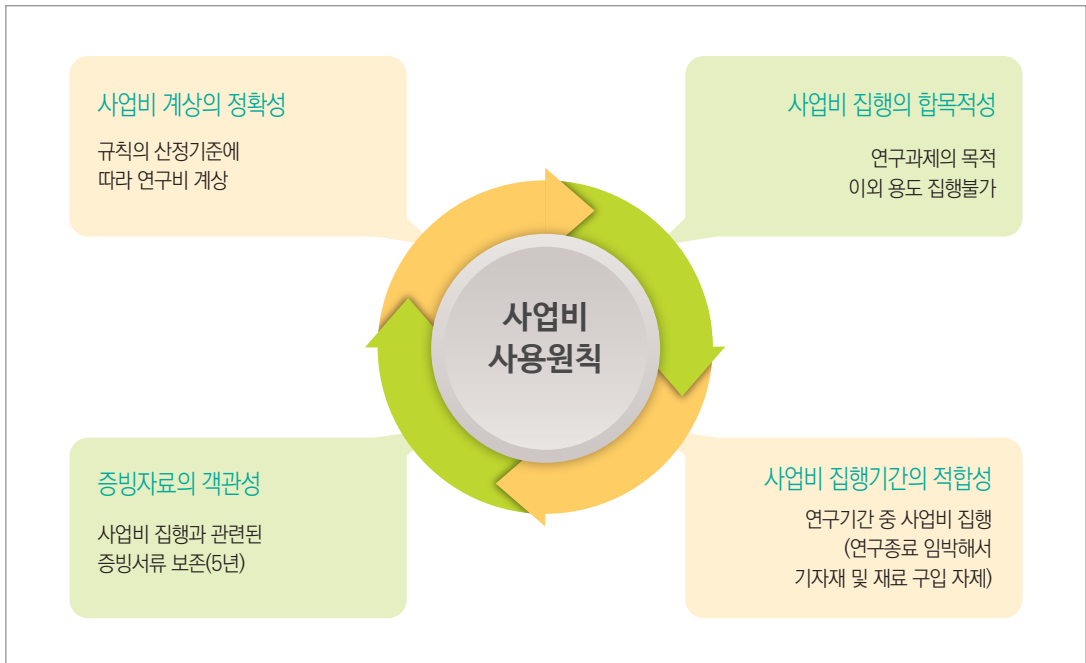 사업비 계상의 정확성
규칙의 산정기준에
따라 연구비 계상
사업비 집행의 합목적성
연구과제의 목적
이외 용도 집행불가
사업비
사용원칙
증빙자료의 객관성
사업비 집행과 관련된
증빙서류 보존(5년)
사업비 집행기간의 적합성
연구기간 중 사업비 집행
(연구종료 임박해서
기자재 및 재료 구입 자제)